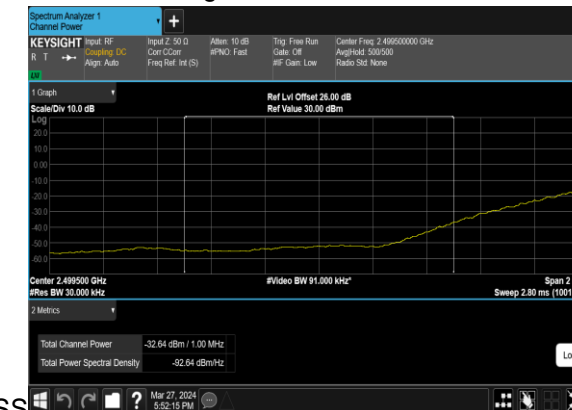 Spectrum Analyzer 1
Channel Power
+
KEYSIGHT Input: RF Input Z: 50 Ω Atten: 10 dB Trig: Free Run Center Freq: 2.499500000 GHz
R T Coupling: DC Corr CCorr #PNO: Fast Gate: Off Avg|Hold: 500/500
Align: Auto Freq Ref: Int (S) #IF Gain: Low Radio Std: None
LV
1 Graph
Ref Lvl Offset 26.00 dB
Scale/Div 10.0 dB Ref Value 30.00 dBm
Log
20.0
10.0
0.00
-10.0
-20.0
-30.0
-40.0
-50.0
-60.0
Center 2.499500 GHz #Video BW 91.000 kHz* Span 2
#Res BW 30.000 kHz Sweep 2.80 ms (1001
2 Metrics
Total Channel Power -32.64 dBm / 1.00 MHz
Total Power Spectral Density -92.64 dBm/Hz
Lo
ss
? Mar 27, 2024
5:52:15 PM